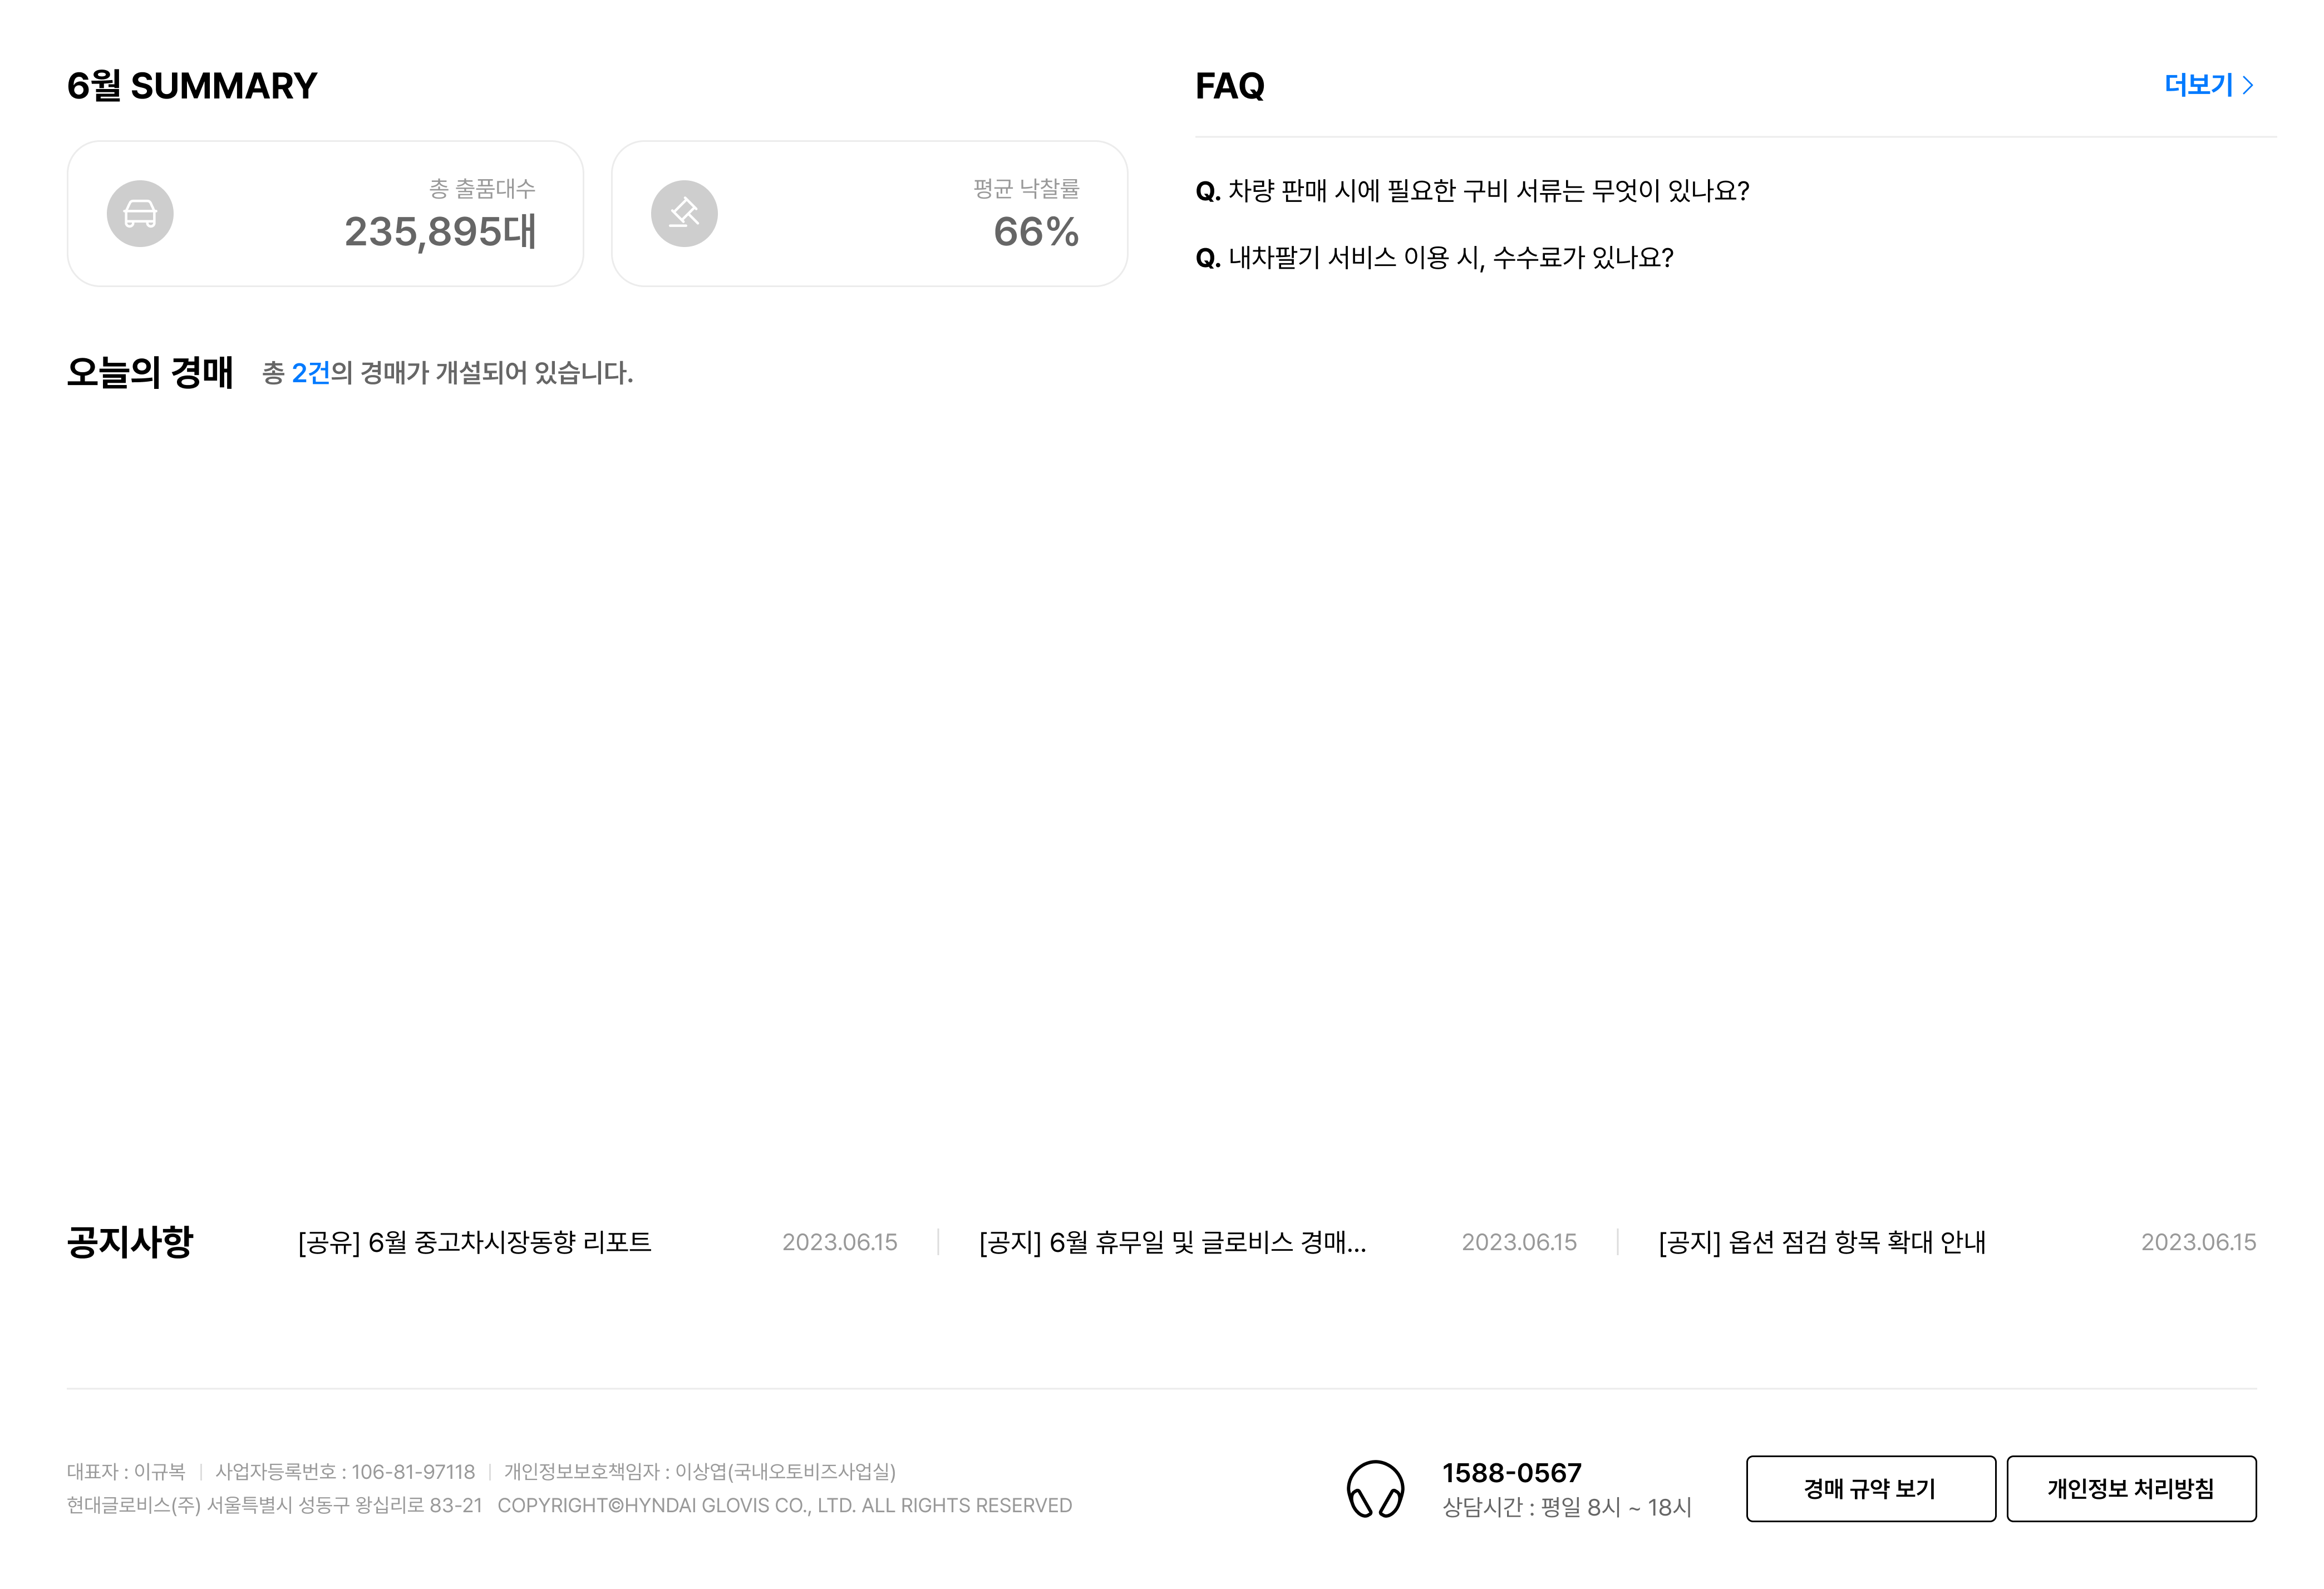 6월 SUMMARY
총 출품대수
235,895대
평균 낙찰률
66%
FAQ
더보기
Q. 차량 판매 시에 필요한 구비 서류는 무엇이 있나요?
Q. 내차팔기 서비스 이용 시, 수수료가 있나요?
오늘의 경매 총 2건의 경매가 개설되어 있습니다.
공지사항 [공유] 6월 중고차시장동향 리포트 2023.06.15 [공지] 6월 휴무일 및 글로비스 경매... 2023.06.15 [공지] 옵션 점검 항목 확대 안내 2023.06.15
대표자 : 이규복 | 사업자등록번호 : 106-81-97118 | 개인정보보호책임자 : 이상엽(국내오토비즈사업실)
현대글로비스(주) 서울특별시 성동구 왕십리로 83-21 COPYRIGHT©HYNDAI GLOVIS CO., LTD. ALL RIGHTS RESERVED
1588-0567
상담시간 : 평일 8시 ~ 18시
경매 규약 보기
개인정보 처리방침